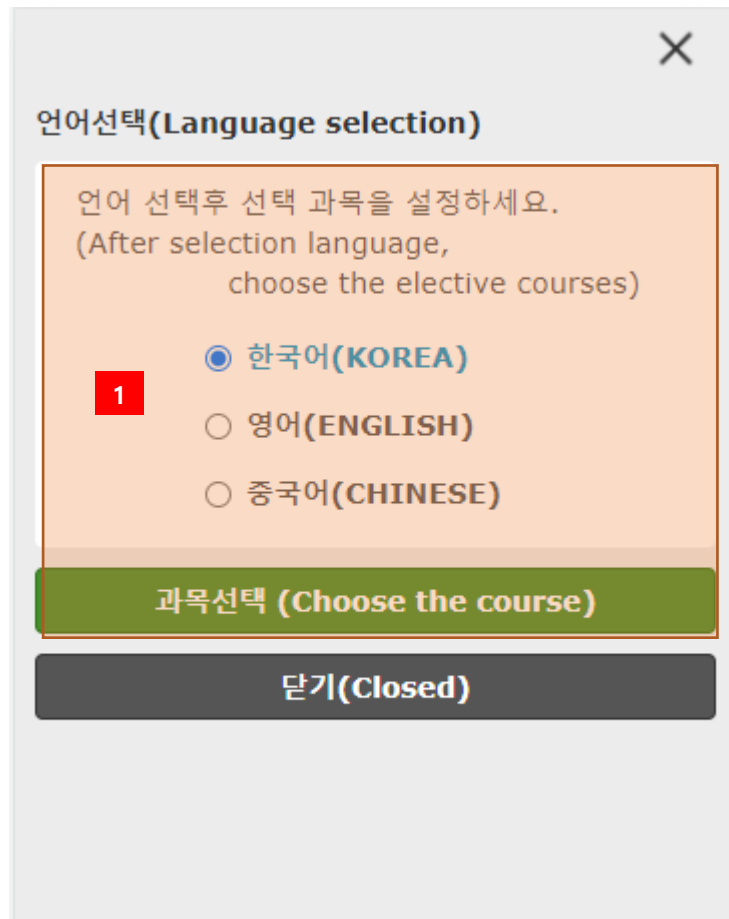 언어선택(Language selection)
언어 선택후 선택 과목을 설정하세요.
(After selection language,
choose the elective courses)
한국어(KOREA)
1
영어(ENGLISH)
중국어(CHINESE)
과목선택 (Choose the course)
닫기(Closed)